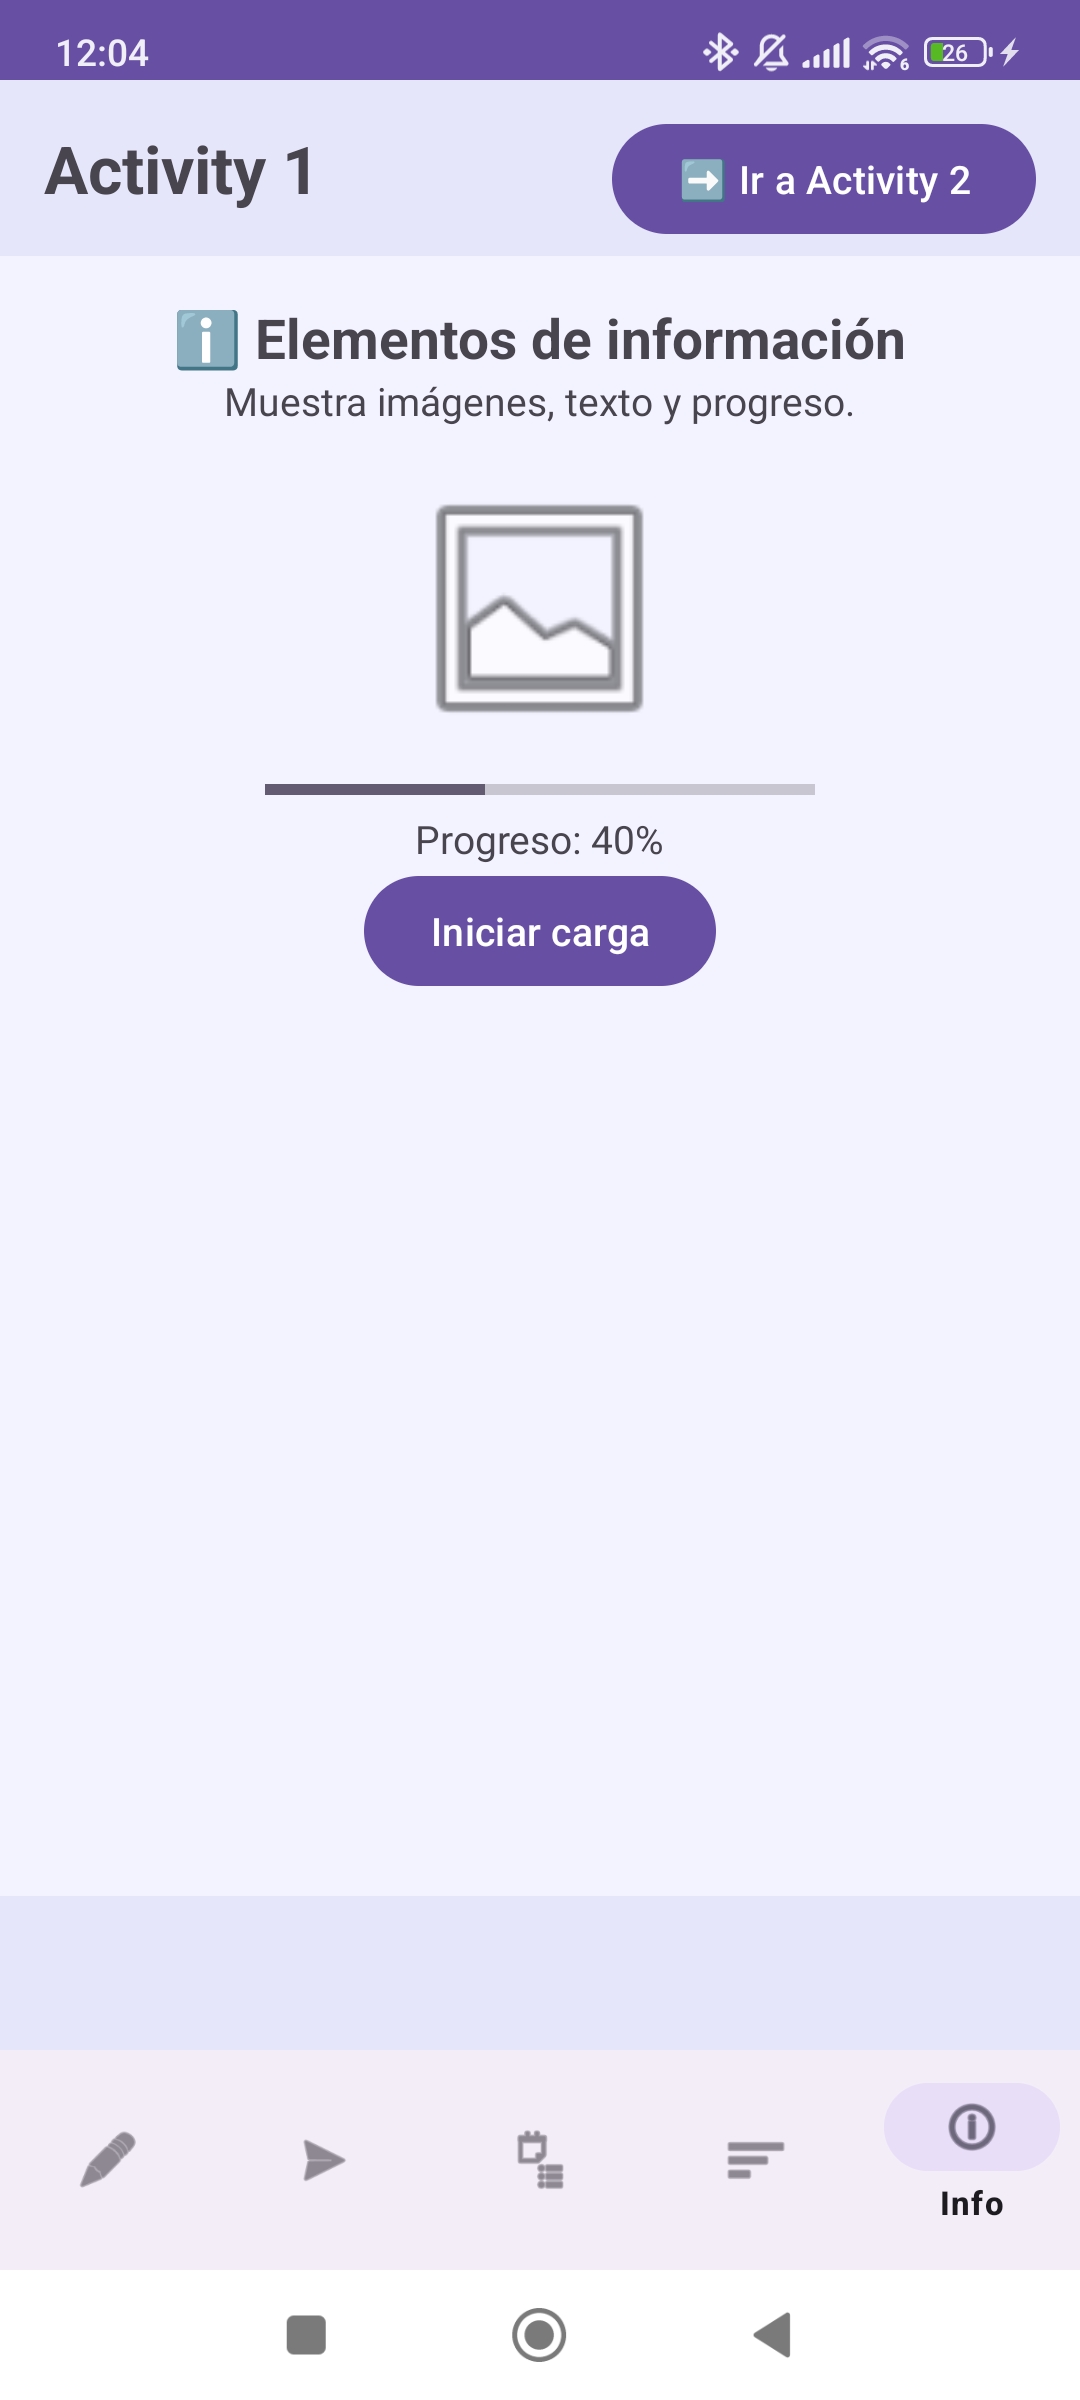 12:04
6
26
Activity 1
➡️ Ir a Activity 2
ℹ️ Elementos de información
Muestra imágenes, texto y progreso.
Progreso: 40%
Iniciar carga
Info